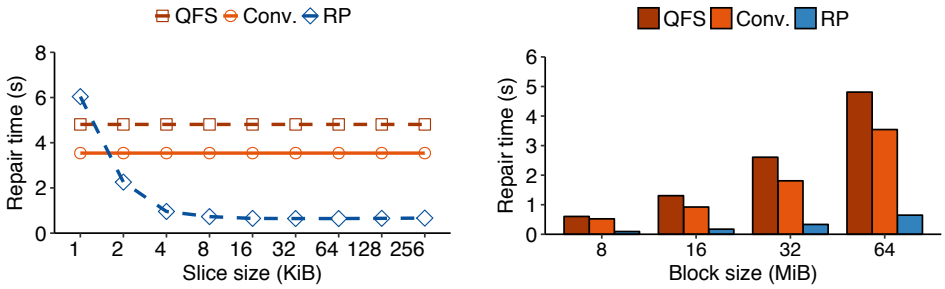 QFS Conv. RP
Repair time (s)
8
6
4
2
0
1 2 4 8 16 32 64 128 256
Slice size (KiB)
QFS Conv. RP
Repair time (s)
6
5
4
3
2
1
0
8 16 32 64
Block size (MiB)